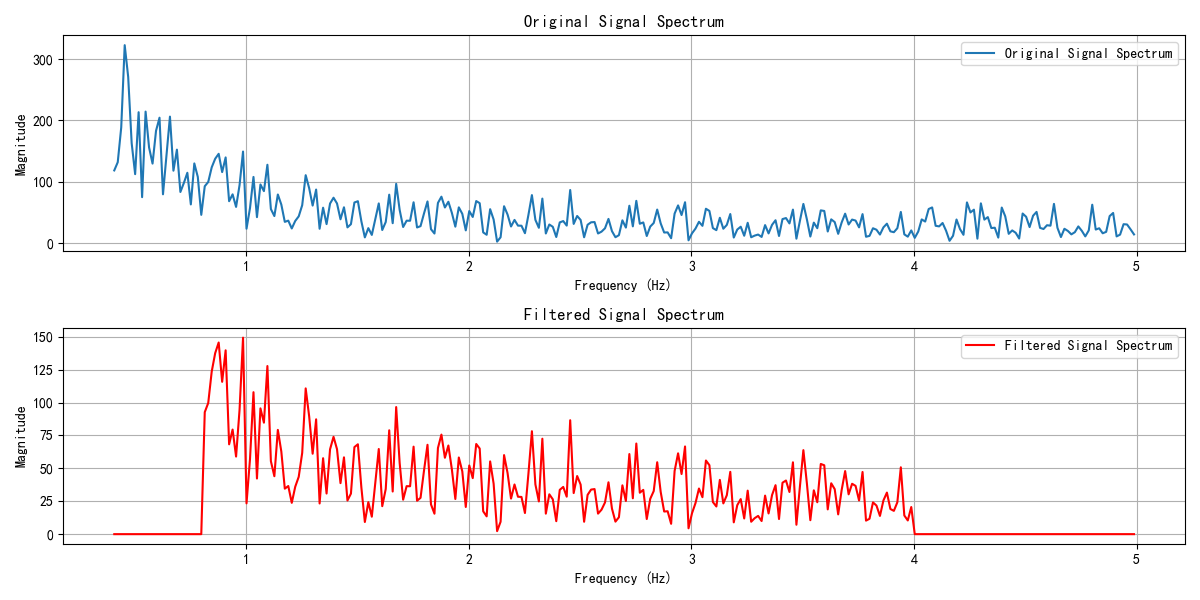 Original Signal Spectrum
Original Signal Spectrum
Magnitude
300
200
100
0
1
2
3
4
5
Frequency (Hz)
Filtered Signal Spectrum
Filtered Signal Spectrum
Magnitude
150
125
100
75
50
25
0
1
2
3
4
5
Frequency (Hz)